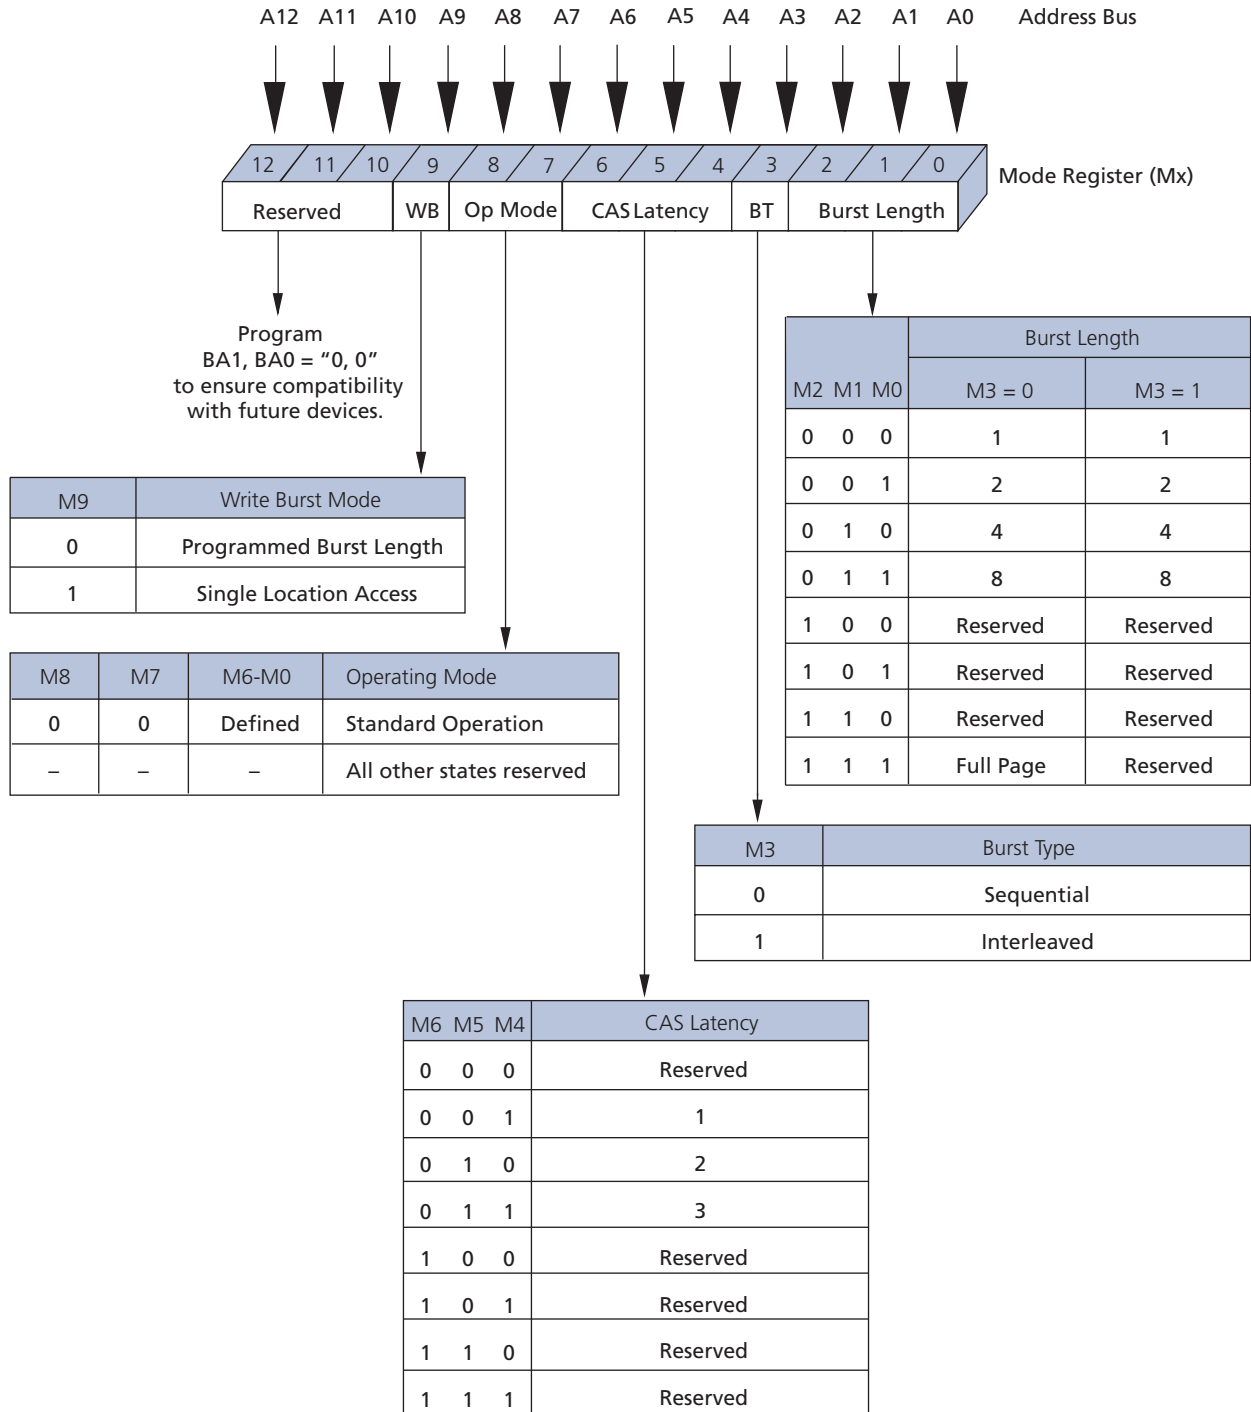 A12 A11 A10 A9 A8 A7 A6 A5 A4 A3 A2 A1 A0 Address Bus
12 11 10 9 8 7 6 5 4 3 2 1 0
Mode Register (Mx)
Reserved WB Op Mode CAS Latency BT Burst Length
Program
BA1, BA0 = “0, 0”
to ensure compatibility
with future devices.
Burst Length
M2 M1 M0 M3 = 0 M3 = 1
0 0 0 1 1
0 0 1 2 2
0 1 0 4 4
0 1 1 8 8
1 0 0 Reserved Reserved
1 0 1 Reserved Reserved
1 1 0 Reserved Reserved
1 1 1 Full Page Reserved
M9 Write Burst Mode
0 Programmed Burst Length
1 Single Location Access
M8 M7 M6-M0 Operating Mode
0 0 Defined Standard Operation
– – – All other states reserved
M3 Burst Type
0 Sequential
1 Interleaved
M6 M5 M4 CAS Latency
0 0 0 Reserved
0 0 1 1
0 1 0 2
0 1 1 3
1 0 0 Reserved
1 0 1 Reserved
1 1 0 Reserved
1 1 1 Reserved